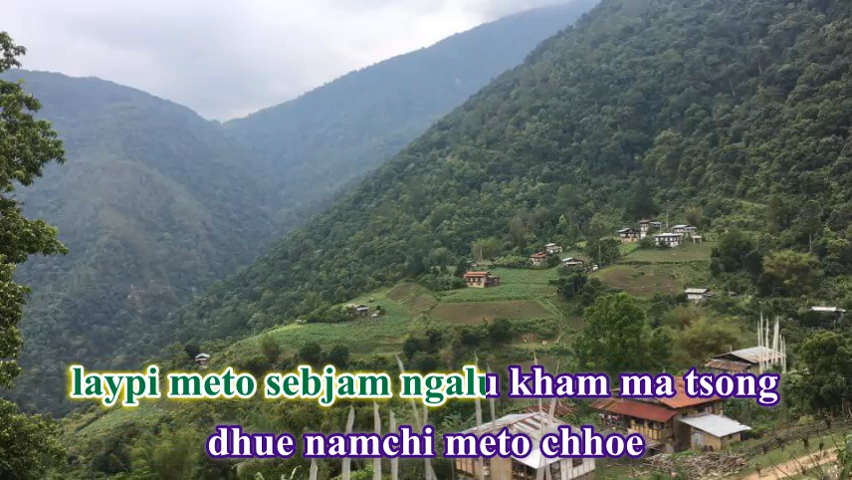 laypi meto sebjam ngalu kham ma tsong
dhue namchi meto chhoe